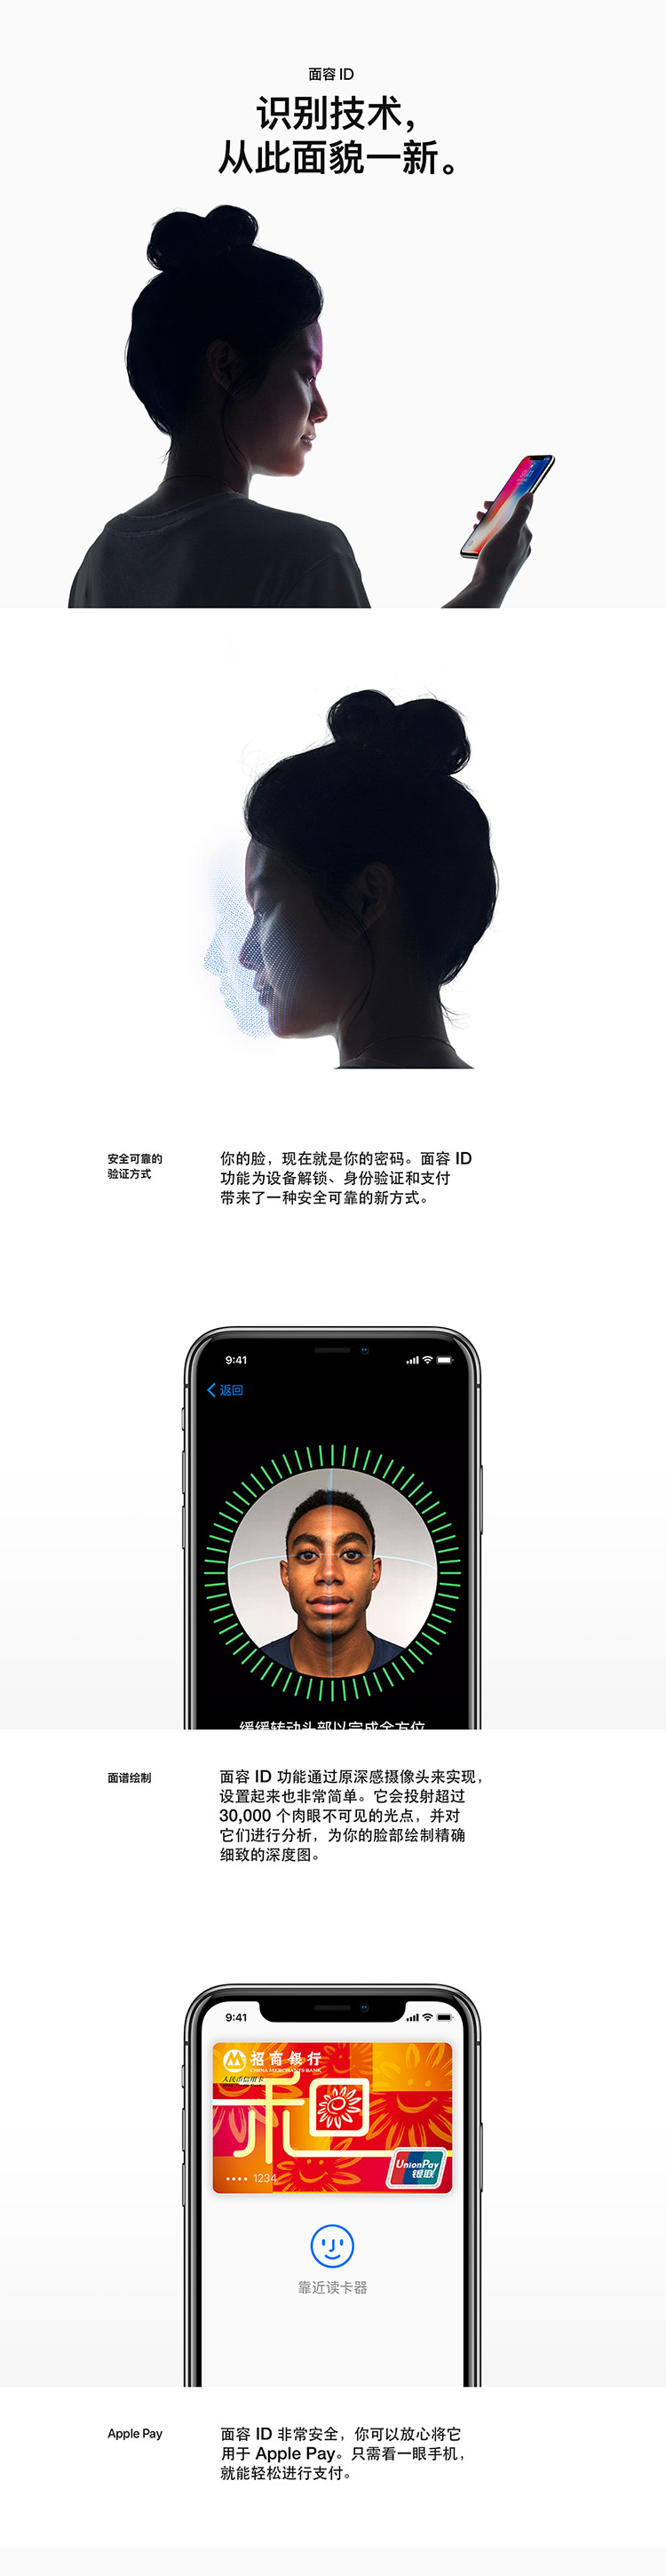 面容 ID
识别技术，
从此面貌一新。
安全可靠的
验证方式
你的脸，现在就是你的密码。面容 ID
功能为设备解锁、身份验证和支付
带来了一种安全可靠的新方式。
9:41
返回
缓缓转动头部以完成全方位
面谱绘制
面容 ID 功能通过原深感摄像头来实现，
设置起来也非常简单。它会投射超过
30,000 个肉眼不可见的光点，并对
它们进行分析，为你的脸部绘制精确
细致的深度图。
9:41
招商银行
CHINA MERCHANTS BANK
人民币信用卡
和
•••• 1234
UnionPay
银联
靠近读卡器
Apple Pay
面容 ID 非常安全，你可以放心将它
用于 Apple Pay。只需看一眼手机，
就能轻松进行支付。